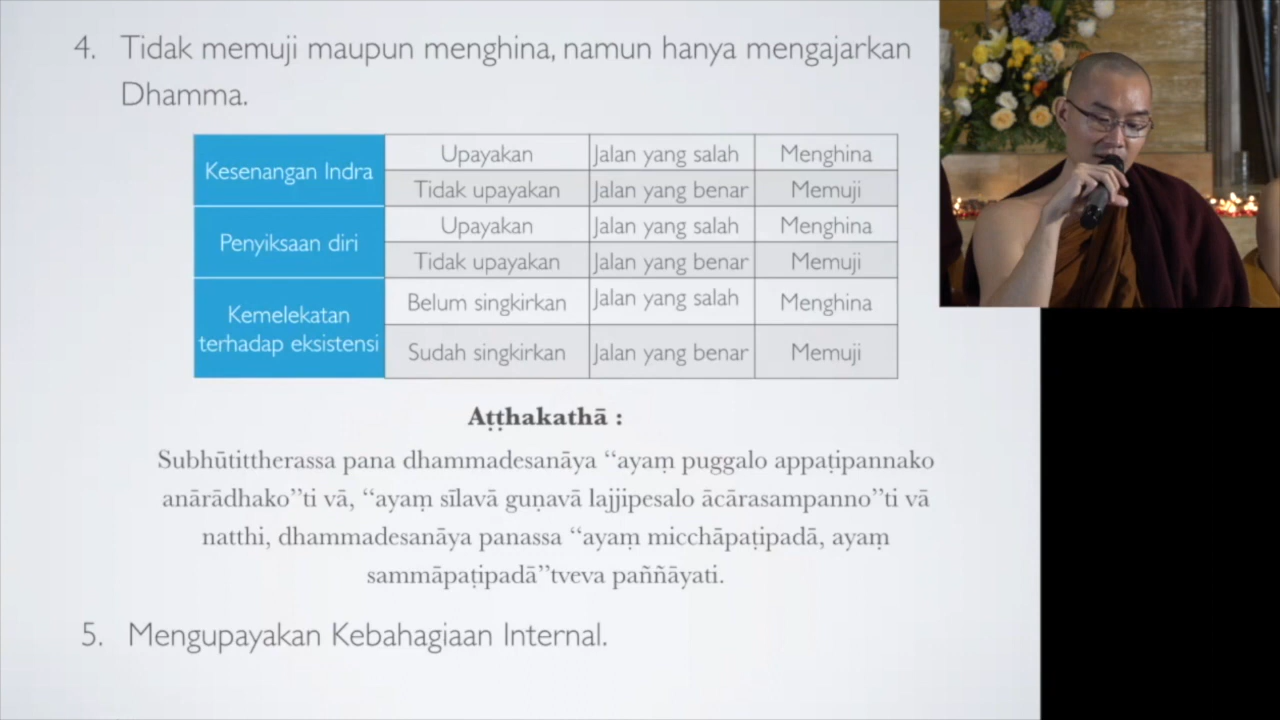 4. Tidak memuji maupun menghina, namun hanya mengajarkan
Dhamma.
Kesenangan Indra
Upayakan Jalan yang salah Menghina
Tidak upayakan Jalan yang benar Memuji
Penyiksaan diri
Upayakan Jalan yang salah Menghina
Tidak upayakan Jalan yang benar Memuji
Kemelekatan
terhadap eksistensi
Belum singkirkan Jalan yang salah Menghina
Sudah singkirkan Jalan yang benar Memuji
Aṭṭhakathā :
Subhūtittherassa pana dhammadesanāya “ayaṃ puggalo appaṭipannako
anārādhako”ti vā, “ayaṃ sīlavā guṇavā lajjipesalo ācārasampanno”ti vā
natthi, dhammadesanāya panassa “ayaṃ micchāpaṭipadā, ayaṃ
sammāpaṭipadā”tveva paññāyati.
5. Mengupayakan Kebahagiaan Internal.